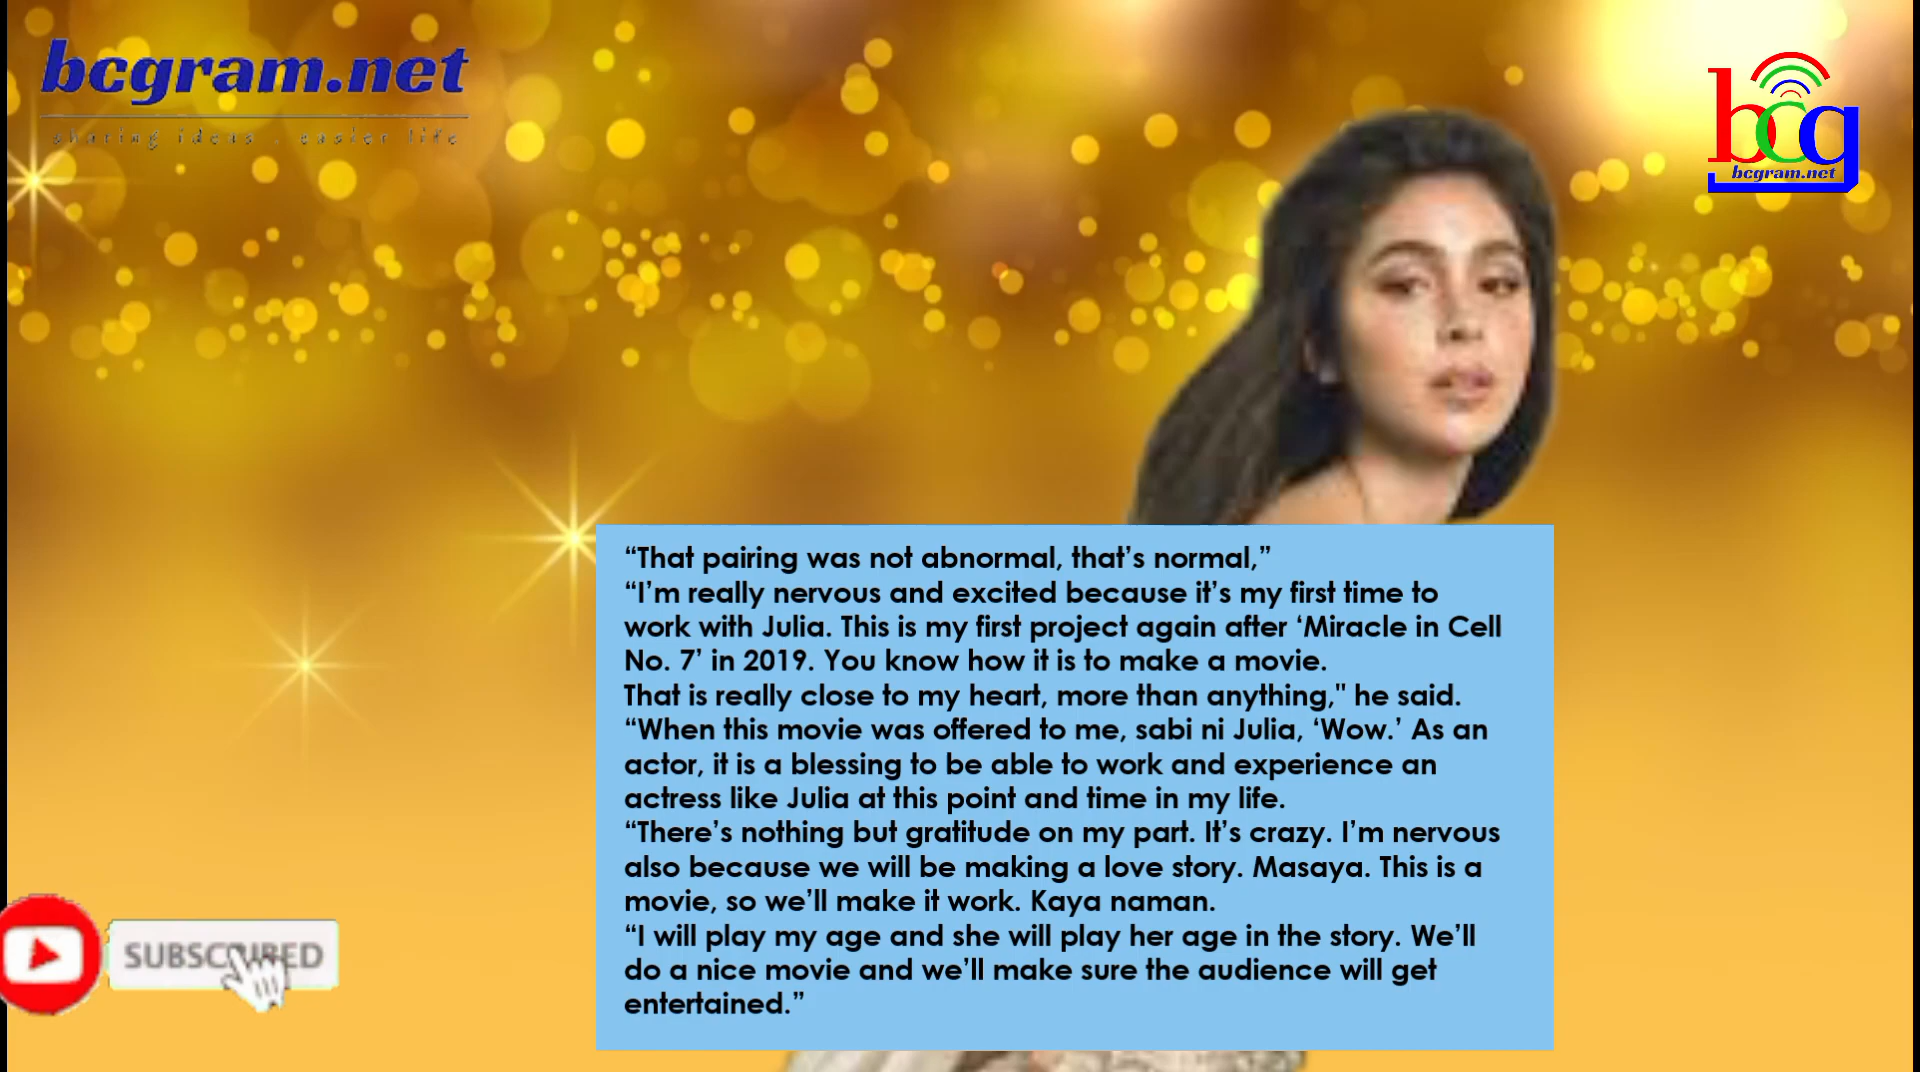 bcgram.net
sharing ideas . easier life
bcg
bcgram.net
“That pairing was not abnormal, that’s normal,”
“I’m really nervous and excited because it’s my first time to
work with Julia. This is my first project again after ‘Miracle in Cell
No. 7’ in 2019. You know how it is to make a movie.
That is really close to my heart, more than anything," he said.
“When this movie was offered to me, sabi ni Julia, ‘Wow.’ As an
actor, it is a blessing to be able to work and experience an
actress like Julia at this point and time in my life.
“There’s nothing but gratitude on my part. It’s crazy. I’m nervous
also because we will be making a love story. Masaya. This is a
movie, so we’ll make it work. Kaya naman.
“I will play my age and she will play her age in the story. We’ll
do a nice movie and we’ll make sure the audience will get
entertained.”
SUBSCRIBED